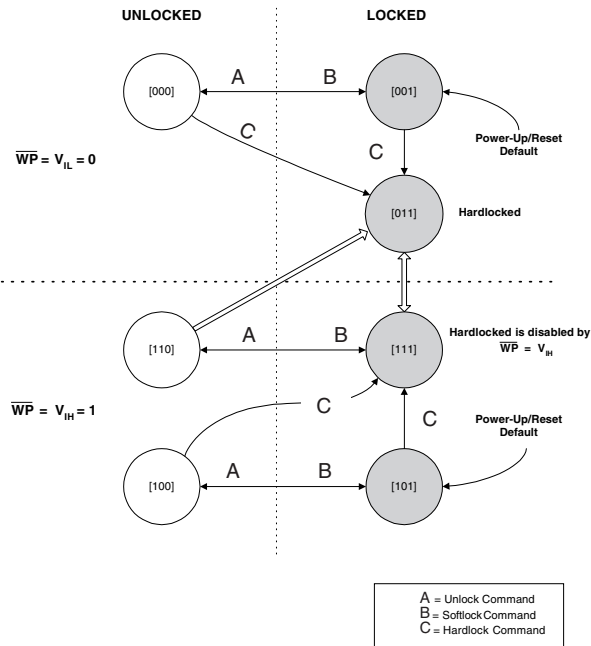 UNLOCKED
LOCKED
[000]
A
B
[001]
C
C
Power-Up/Reset
Default
WP = VIL = 0
[011]
Hardlocked
[110]
A
B
[111]
Hardlocked is disabled by
WP = VIH
WP = VIH = 1
C
C
Power-Up/Reset
Default
[100]
A
B
[101]
A = Unlock Command
B = Softlock Command
C = Hardlock Command